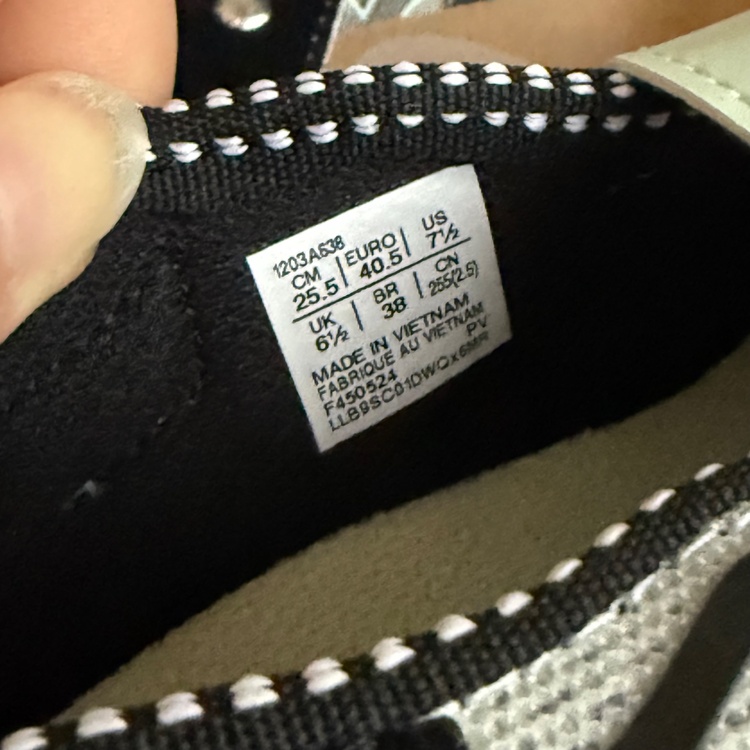 1203A638
CM | EURO | US
25.5 | 40.5 | 7½
UK | BR | CN
6½ | 38 | 255(2.5)
MADE IN VIETNAM
FABRIQUE AU VIETNAM
F450524 PV